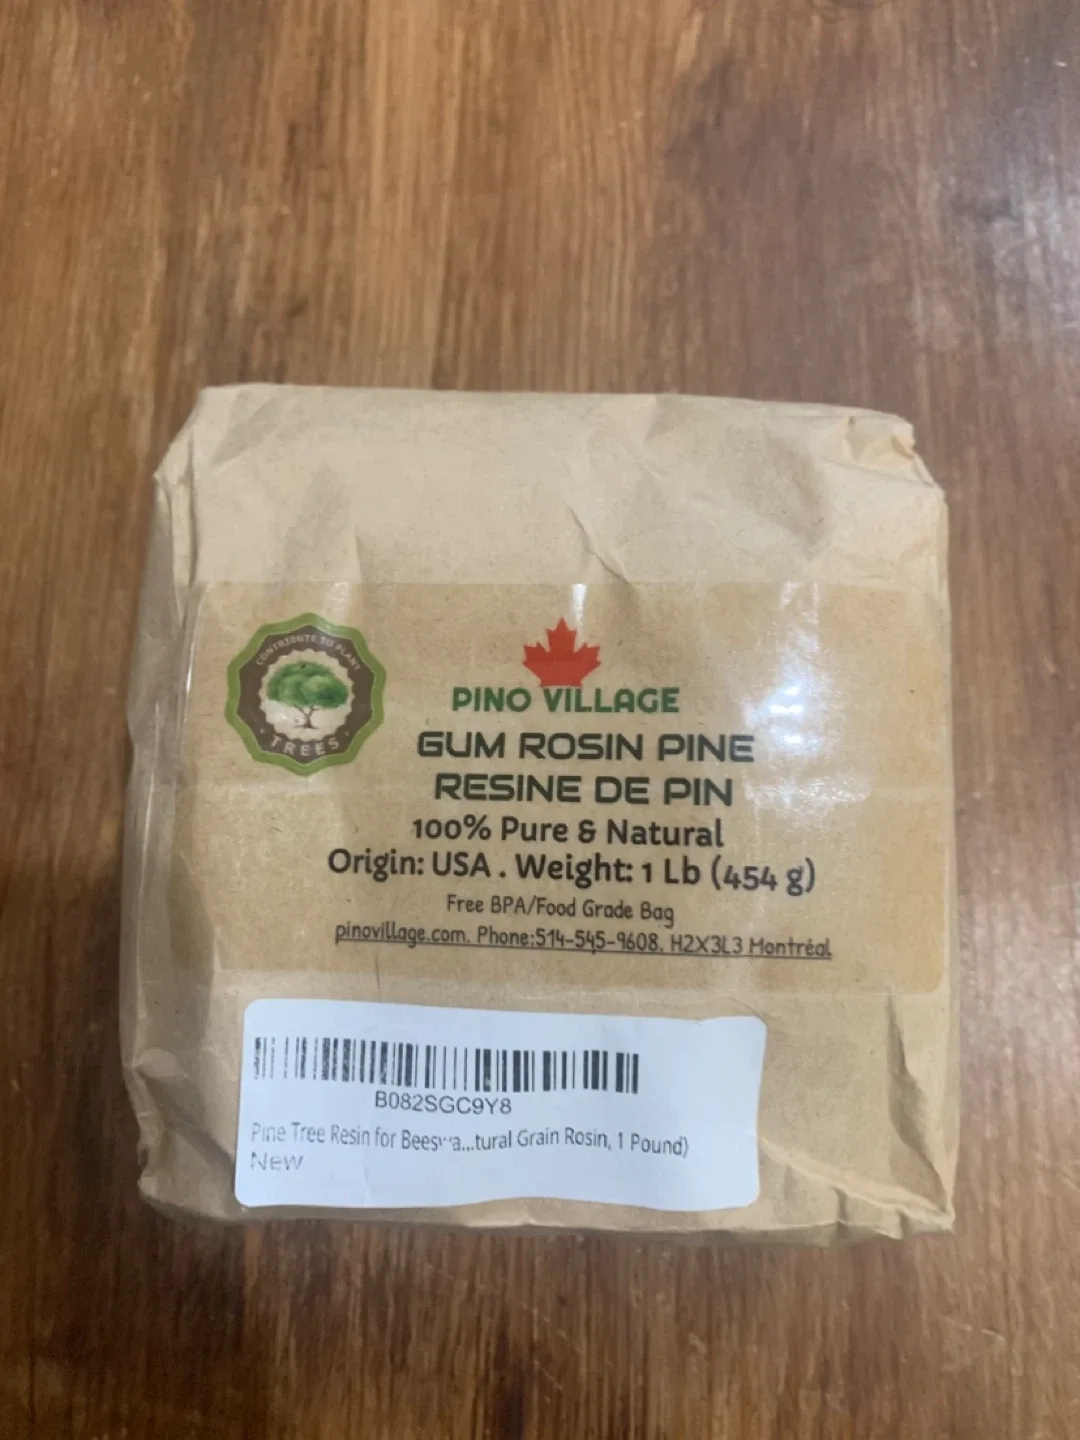 CONTRIBUTE TO PLANT
TREES
PINO VILLAGE
GUM ROSIN PINE
RESINE DE PIN
100% Pure & Natural
Origin: USA . Weight: 1 Lb (454 g)
Free BPA/Food Grade Bag
pinovillage.com. Phone:514-545-9608. H2X3L3 Montréal
B082SGC9Y8
Pine Tree Resin for Beeswa...tural Grain Rosin, 1 Pound)
New